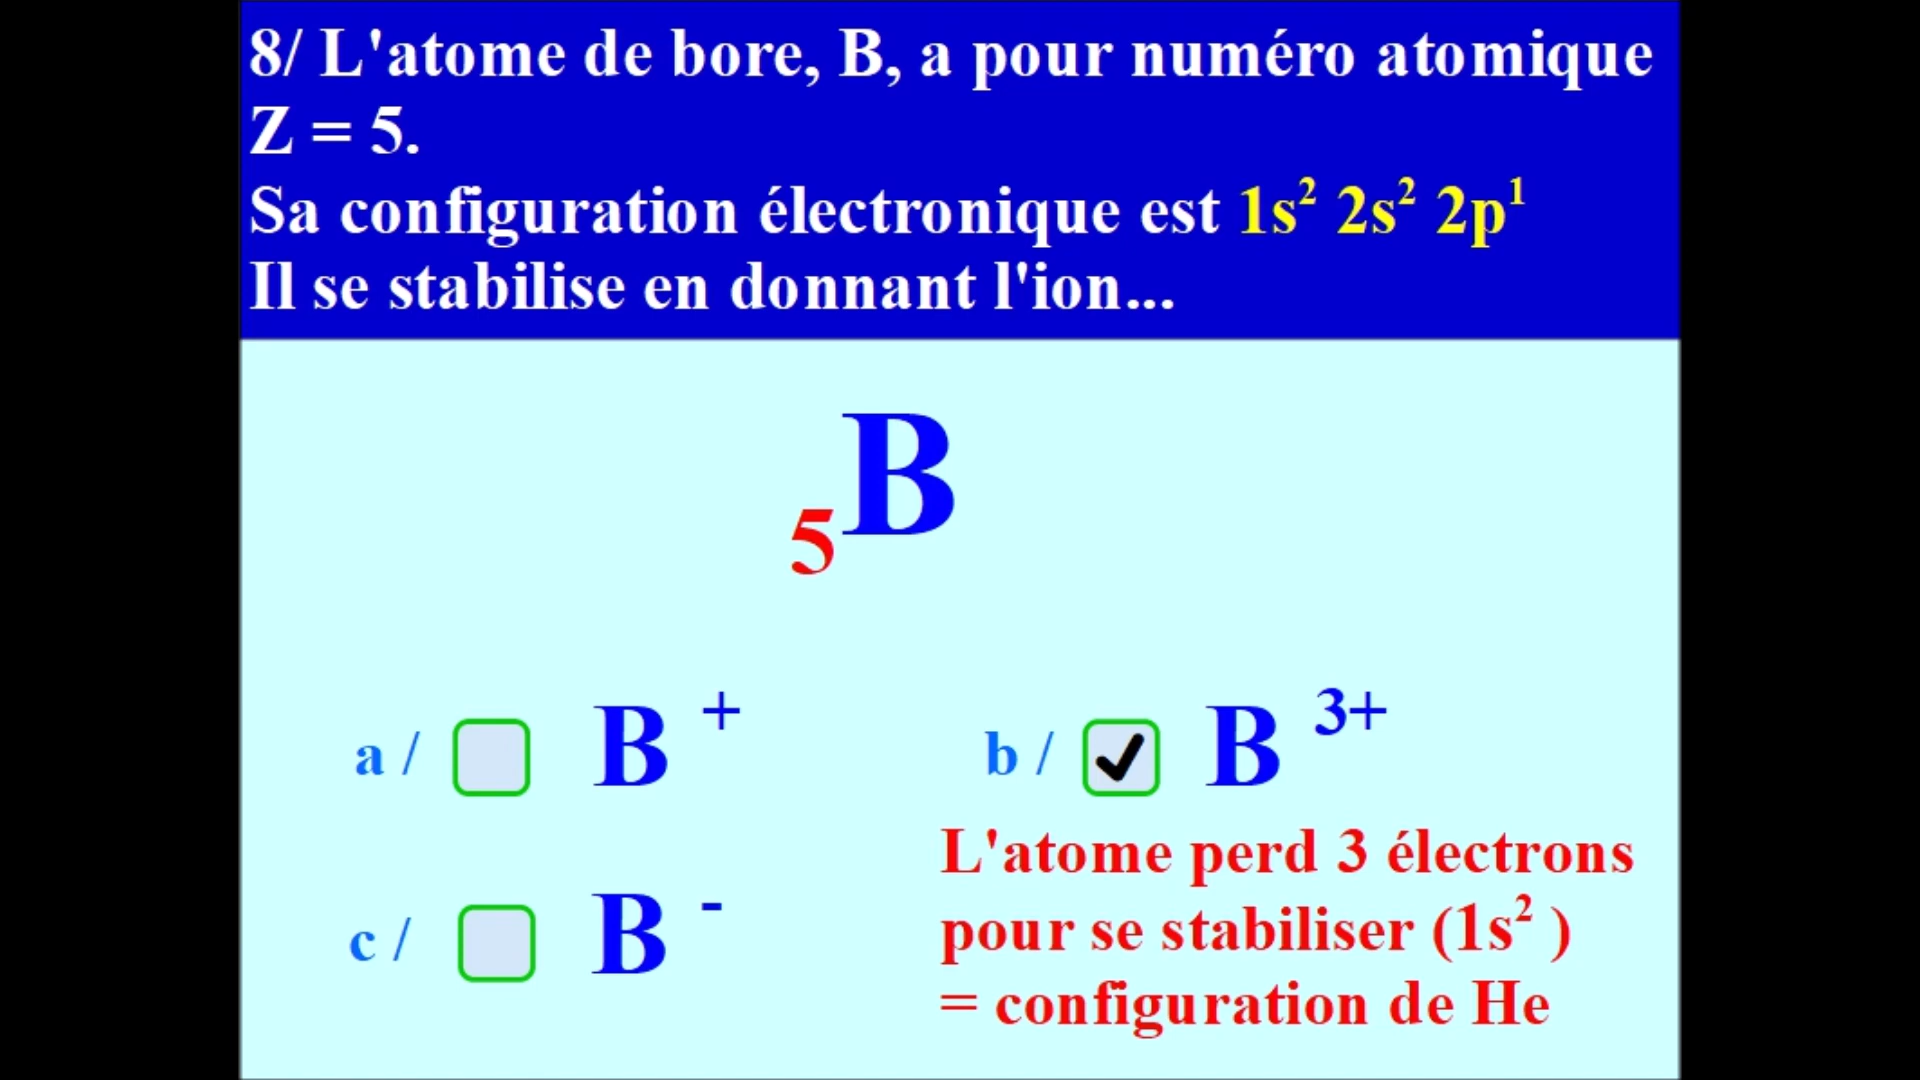 8/ L'atome de bore, B, a pour numéro atomique
Z = 5.
Sa configuration électronique est 1s² 2s² 2p¹
Il se stabilise en donnant l'ion...
₅B
a / B ⁺
b / ✓ B ³⁺
L'atome perd 3 électrons
pour se stabiliser (1s² )
= configuration de He
c / B ⁻